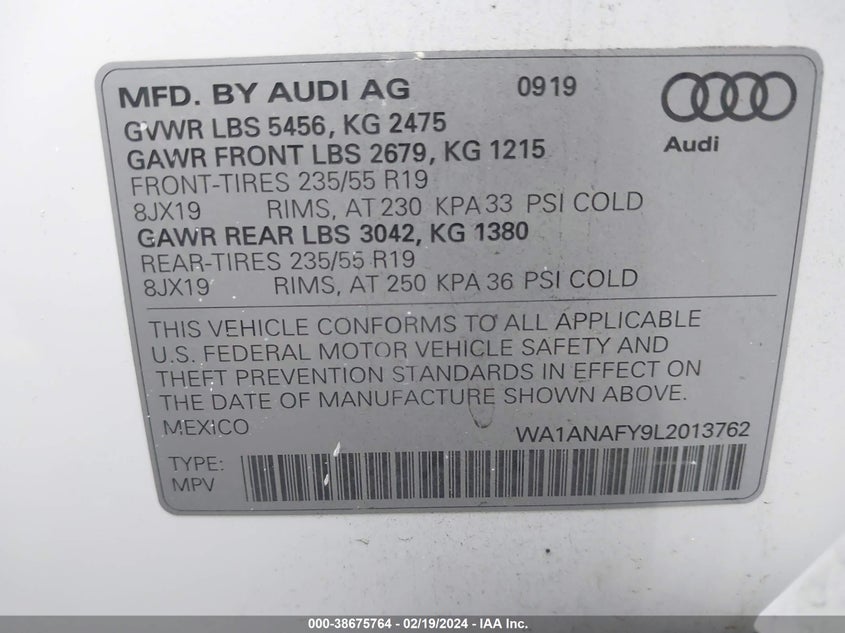 MFD. BY AUDI AG 0919
GVWR LBS 5456, KG 2475
GAWR FRONT LBS 2679, KG 1215
Audi
FRONT-TIRES 235/55 R19
8JX19 RIMS, AT 230 KPA 33 PSI COLD
GAWR REAR LBS 3042, KG 1380
REAR-TIRES 235/55 R19
8JX19 RIMS, AT 250 KPA 36 PSI COLD
THIS VEHICLE CONFORMS TO ALL APPLICABLE
U.S. FEDERAL MOTOR VEHICLE SAFETY AND
THEFT PREVENTION STANDARDS IN EFFECT ON
THE DATE OF MANUFACTURE SHOWN ABOVE.
MEXICO WA1ANAFY9L2013762
TYPE:
MPV
000-38675764 - 02/19/2024 - IAA Inc.